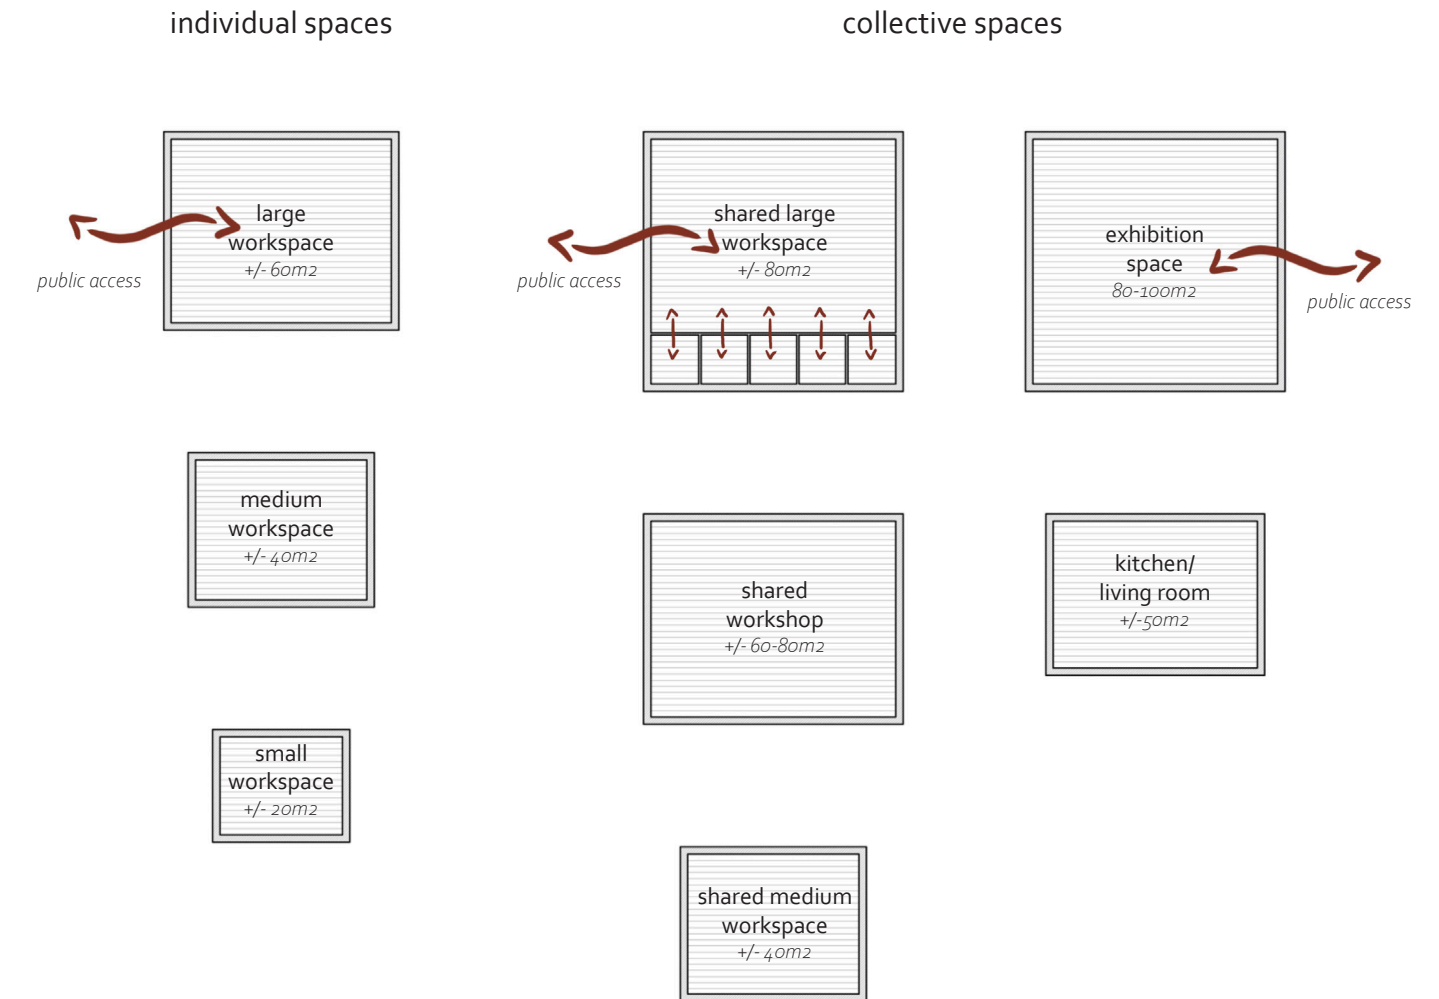 individual spaces
collective spaces
large
workspace
+/- 60m2
public access
medium
workspace
+/- 40m2
small
workspace
+/- 20m2
shared large
workspace
+/- 80m2
public access
shared
workshop
+/- 60-80m2
shared medium
workspace
+/- 40m2
exhibition
space
80-100m2
public access
kitchen/
living room
+/-50m2